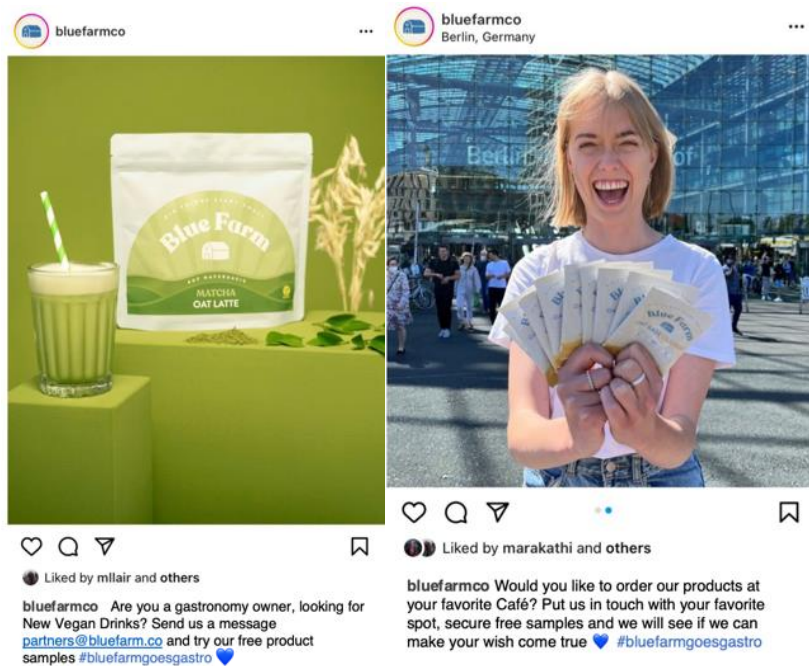 bluefarmco
Blue Farm
MATCHA
OAT LATTE
Liked by mllair and others
bluefarmco Are you a gastronomy owner, looking for
New Vegan Drinks? Send us a message
partners@bluefarm.co and try our free product
samples #bluefarmgoesgastro 💙
bluefarmco
Berlin, Germany
Berlin
of
Blue Farm
Liked by marakathi and others
bluefarmco Would you like to order our products at
your favorite Café? Put us in touch with your favorite
spot, secure free samples and we will see if we can
make your wish come true 💙 #bluefarmgoesgastro